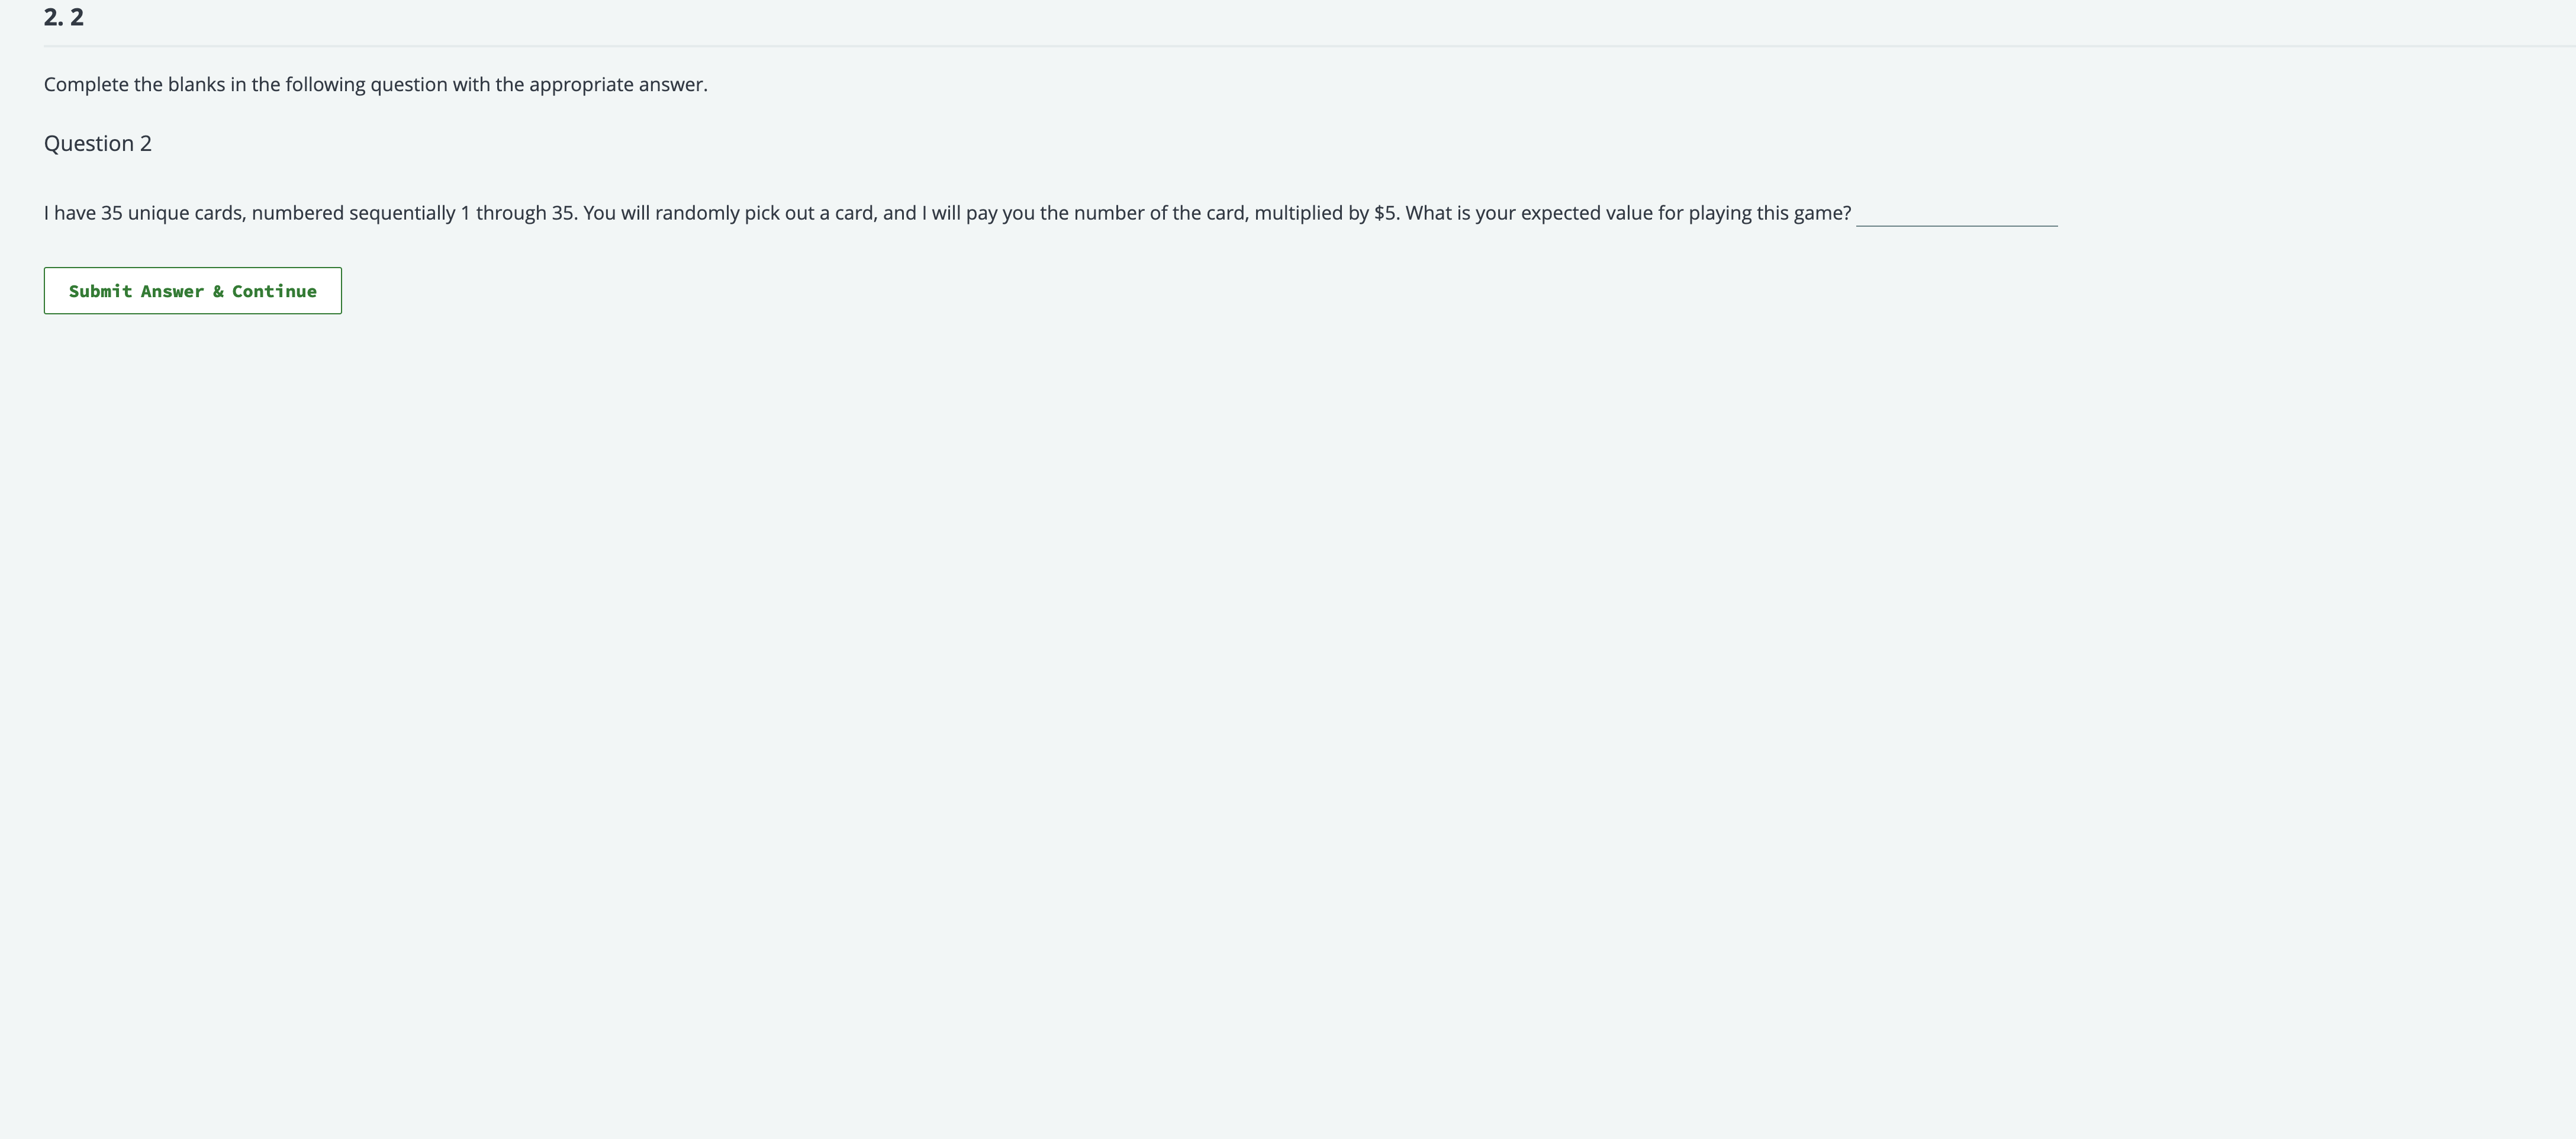 2. 2
Complete the blanks in the following question with the appropriate answer.
Question 2
I have 35 unique cards, numbered sequentially 1 through 35. You will randomly pick out a card, and I will pay you the number of the card, multiplied by $5. What is your expected value for playing this game?
Submit Answer & Continue